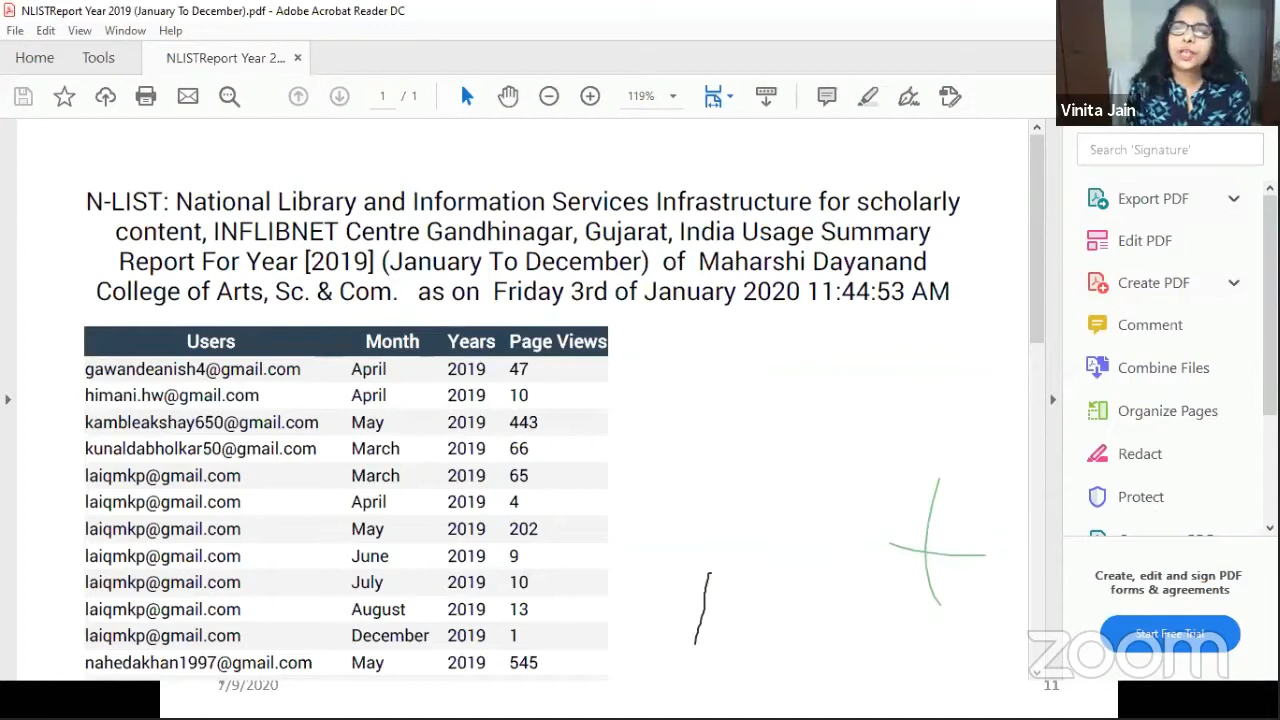 NLISTReport Year 2019 (January To December).pdf - Adobe Acrobat Reader DC
File Edit View Window Help
Home Tools NLISTReport Year 2... ×
1 / 1 119%
Vinita Jain
Search 'Signature'
Export PDF
Edit PDF
Create PDF
Comment
Combine Files
Organize Pages
Redact
Protect
Create, edit and sign PDF
forms & agreements
Start Free Trial
N-LIST: National Library and Information Services Infrastructure for scholarly
content, INFLIBNET Centre Gandhinagar, Gujarat, India Usage Summary
Report For Year [2019] (January To December) of Maharshi Dayanand
College of Arts, Sc. & Com. as on Friday 3rd of January 2020 11:44:53 AM
Users Month Years Page Views
gawandeanish4@gmail.com April 2019 47
himani.hw@gmail.com April 2019 10
kambleakshay650@gmail.com May 2019 443
kunaldabholkar50@gmail.com March 2019 66
laiqmkp@gmail.com March 2019 65
laiqmkp@gmail.com April 2019 4
laiqmkp@gmail.com May 2019 202
laiqmkp@gmail.com June 2019 9
laiqmkp@gmail.com July 2019 10
laiqmkp@gmail.com August 2019 13
laiqmkp@gmail.com December 2019 1
nahedakhan1997@gmail.com May 2019 545
7/9/2020 11
zoom